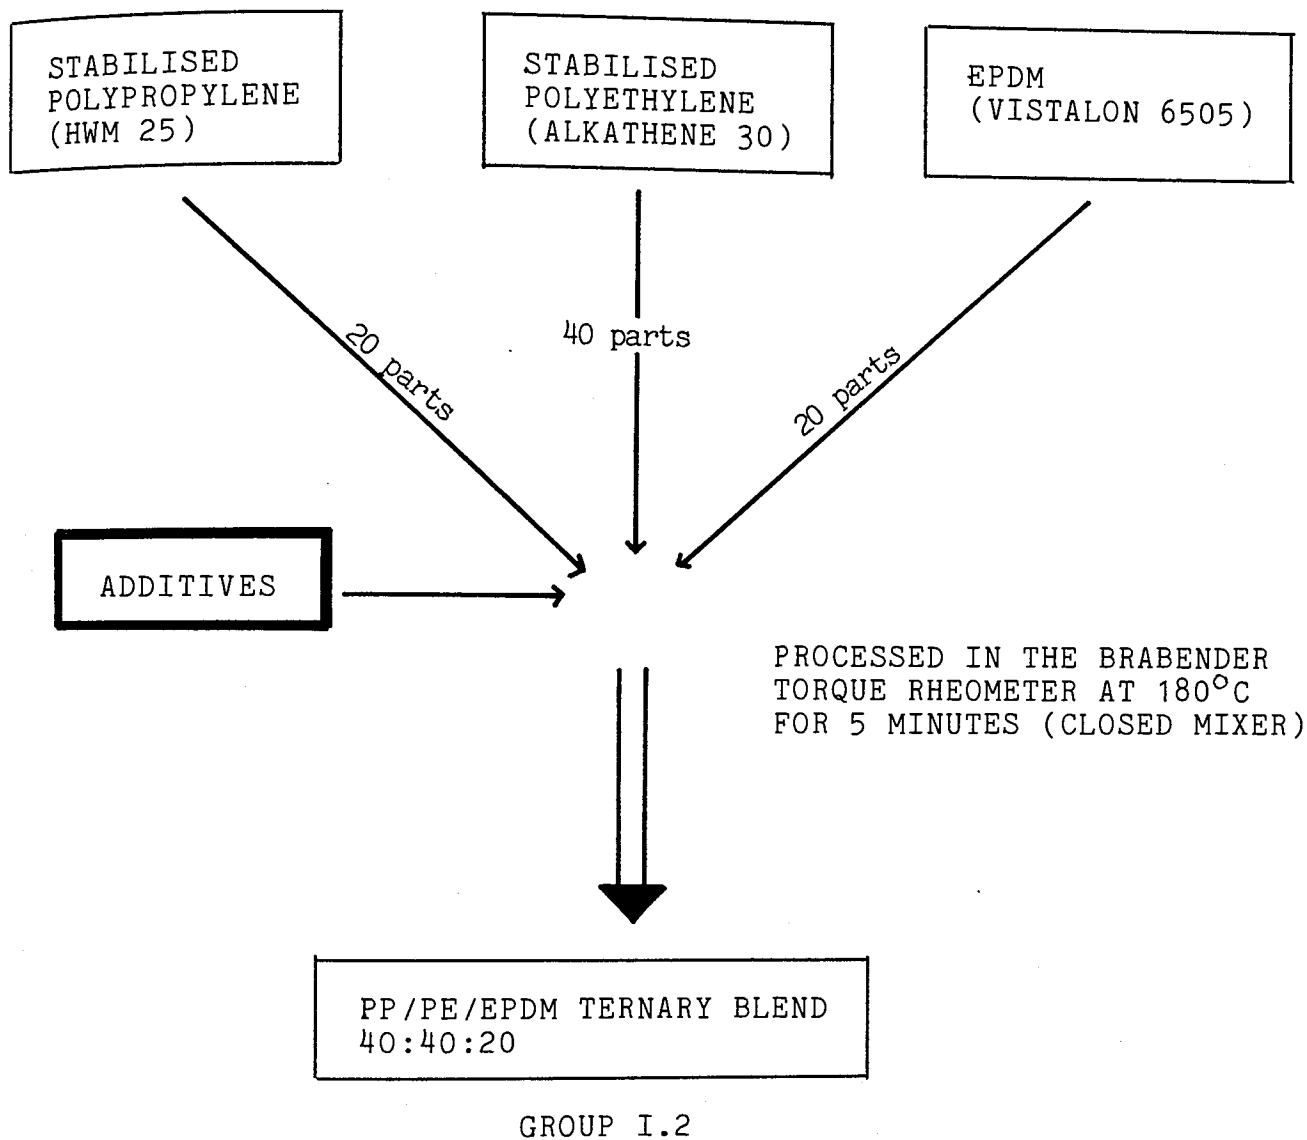 STABILISED
POLYPROPYLENE
(HWM 25)
STABILISED
POLYETHYLENE
(ALKATHENE 30)
EPDM
(VISTALON 6505)
20 parts
40 parts
20 parts
ADDITIVES
PROCESSED IN THE BRABENDER
TORQUE RHEOMETER AT 180°C
FOR 5 MINUTES (CLOSED MIXER)
PP/PE/EPDM TERNARY BLEND
40:40:20
GROUP I.2